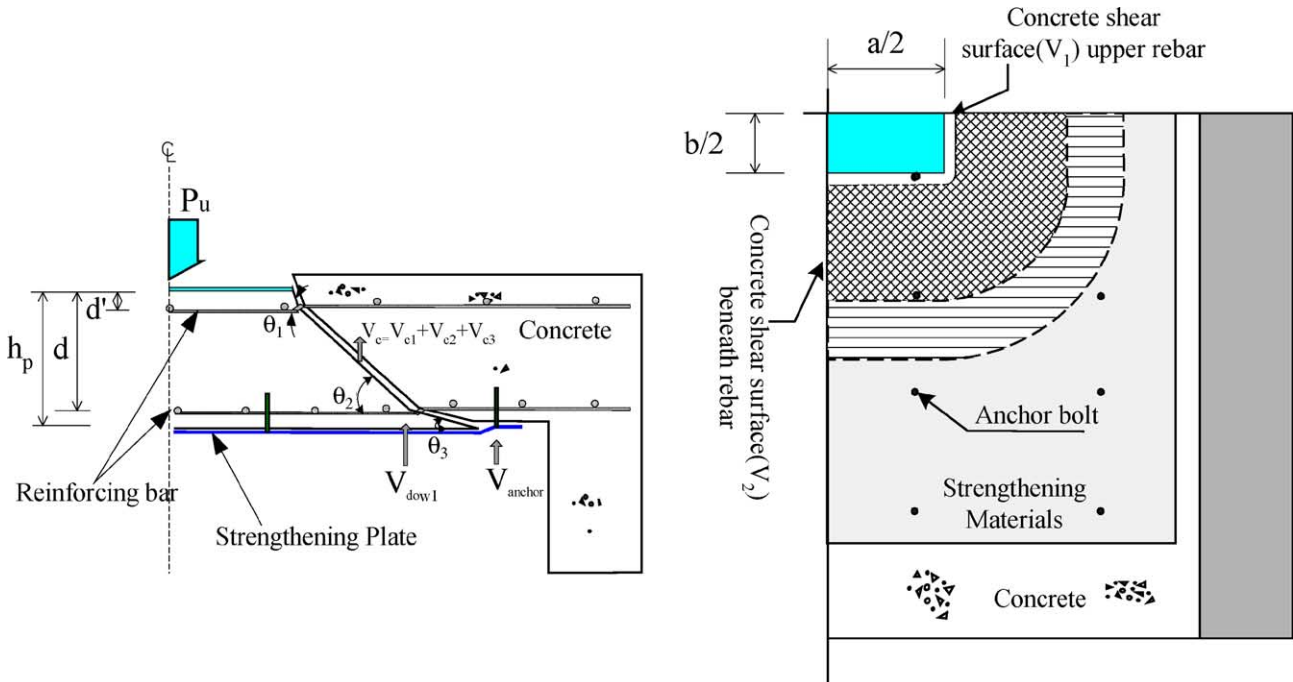 ℄
Pu
d'
hp
d
θ1
Vc=Vc1+Vc2+Vc3
Concrete
θ2
θ3
Reinforcing bar
Vdow1
Vanchor
Strengthening Plate
Concrete shear
surface(V1) upper rebar
a/2
b/2
Concrete shear surface(V2)
beneath rebar
Anchor bolt
Strengthening
Materials
Concrete